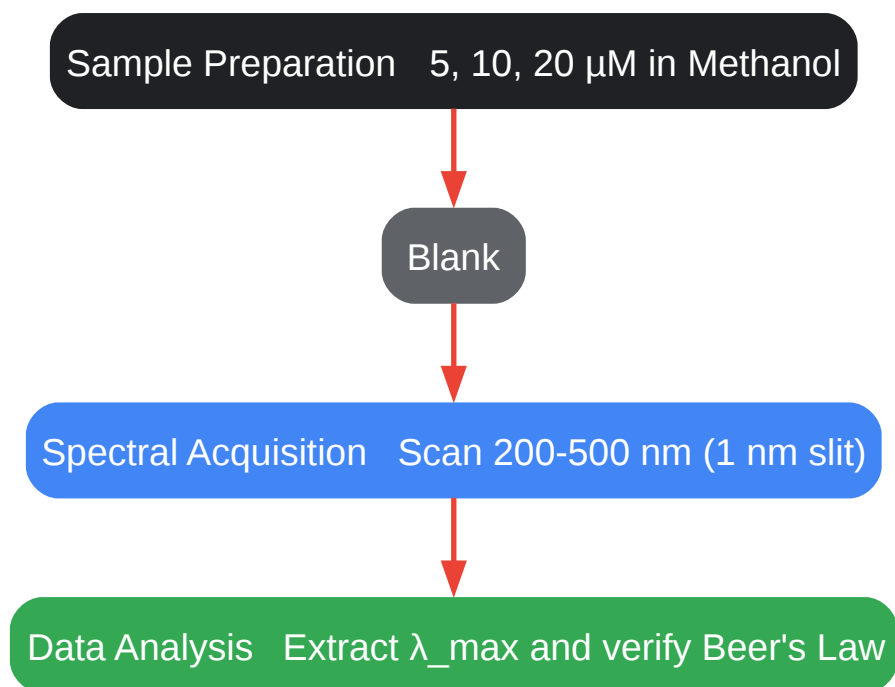 Sample Preparation   5, 10, 20 µM in Methanol
Blank
Spectral Acquisition   Scan 200-500 nm (1 nm slit)
Data Analysis   Extract λ_max and verify Beer's Law